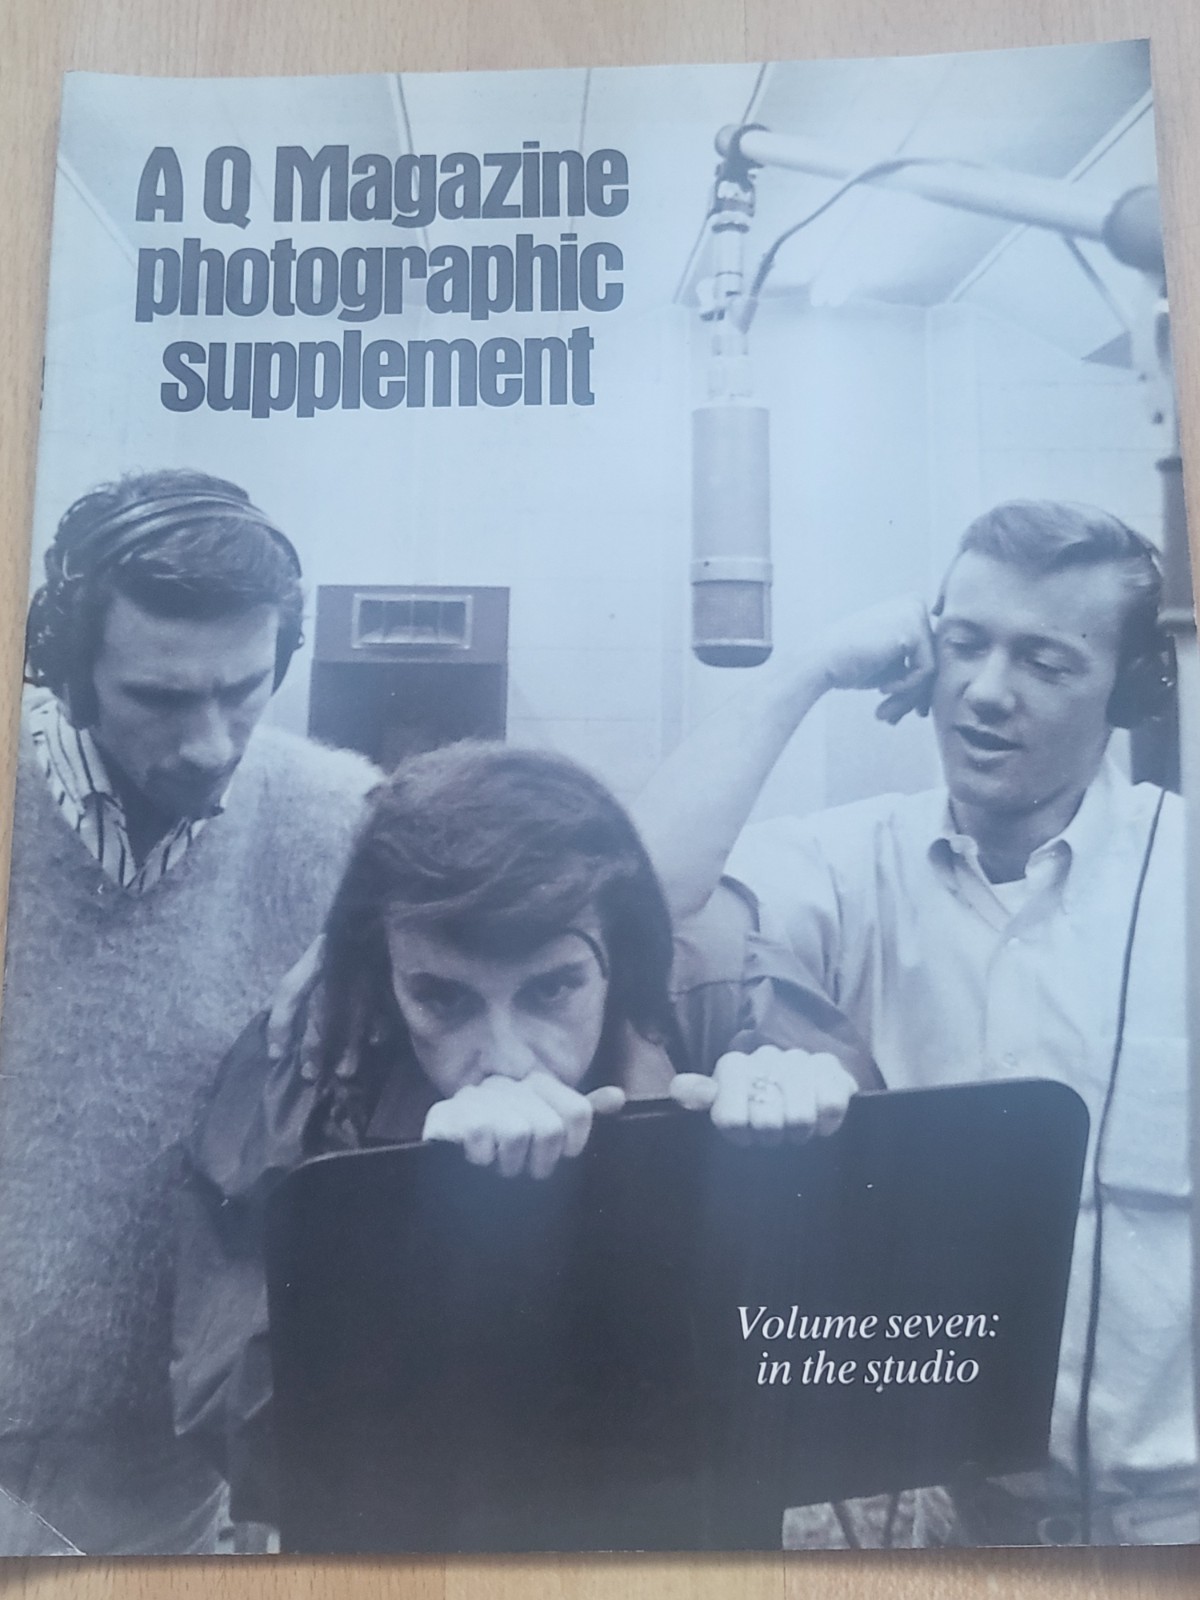 A Q Magazine
photographic
supplement
Volume seven:
in the studio